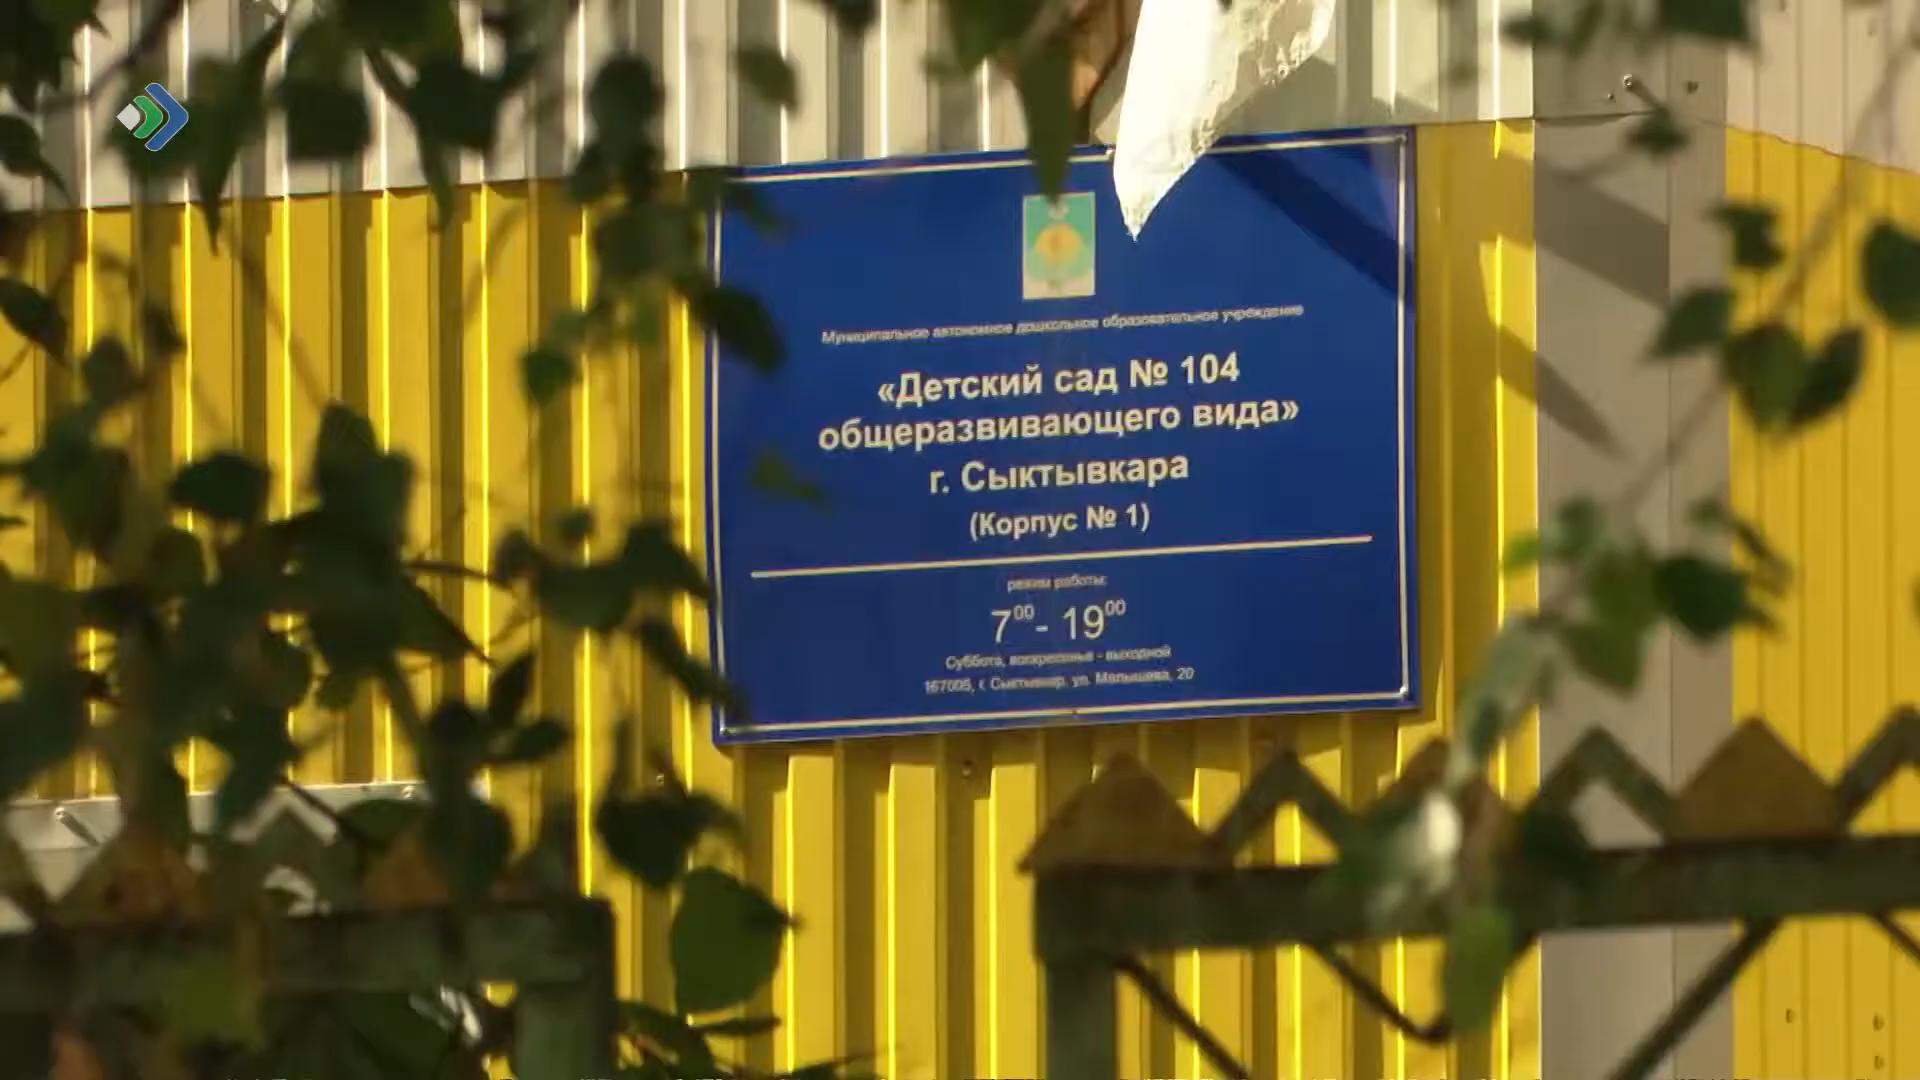 Муниципальное автономное дошкольное образовательное учреждение
«Детский сад № 104
общеразвивающего вида»
г. Сыктывкара
(Корпус № 1)
режим работы:
7⁰⁰- 19⁰⁰
Суббота, воскресенье - выходной
167005, г. Сыктывкар, ул. Малышева, 20